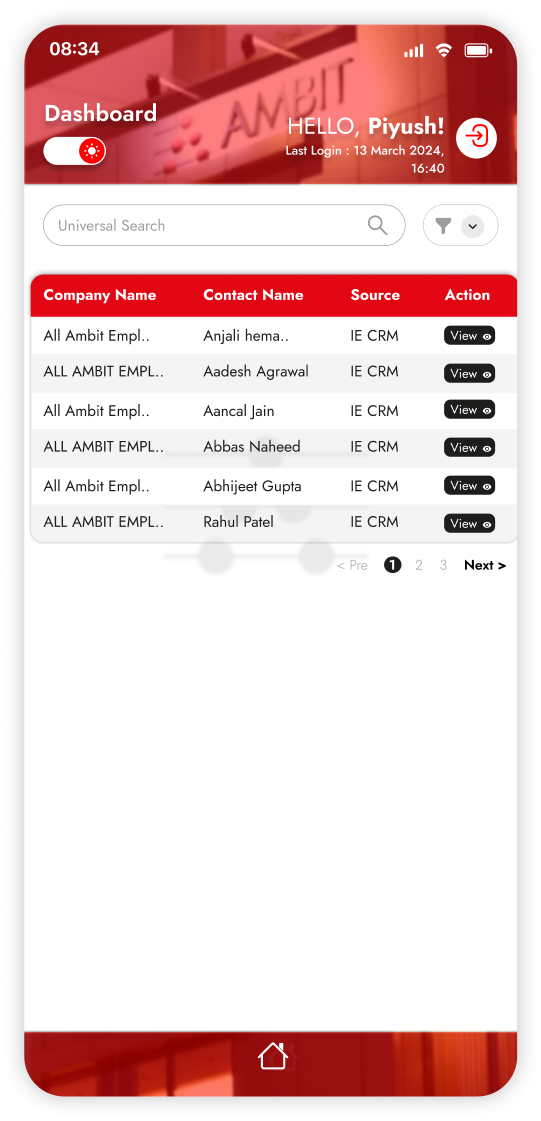 08:34
AMBIT
Dashboard
HELLO, Piyush!
Last Login : 13 March 2024,
16:40
Universal Search
Company Name Contact Name Source Action
All Ambit Empl.. Anjali hema.. IE CRM View
ALL AMBIT EMPL.. Aadesh Agrawal IE CRM View
All Ambit Empl.. Aancal Jain IE CRM View
ALL AMBIT EMPL.. Abbas Naheed IE CRM View
All Ambit Empl.. Abhijeet Gupta IE CRM View
ALL AMBIT EMPL.. Rahul Patel IE CRM View
< Pre 1 2 3 Next >